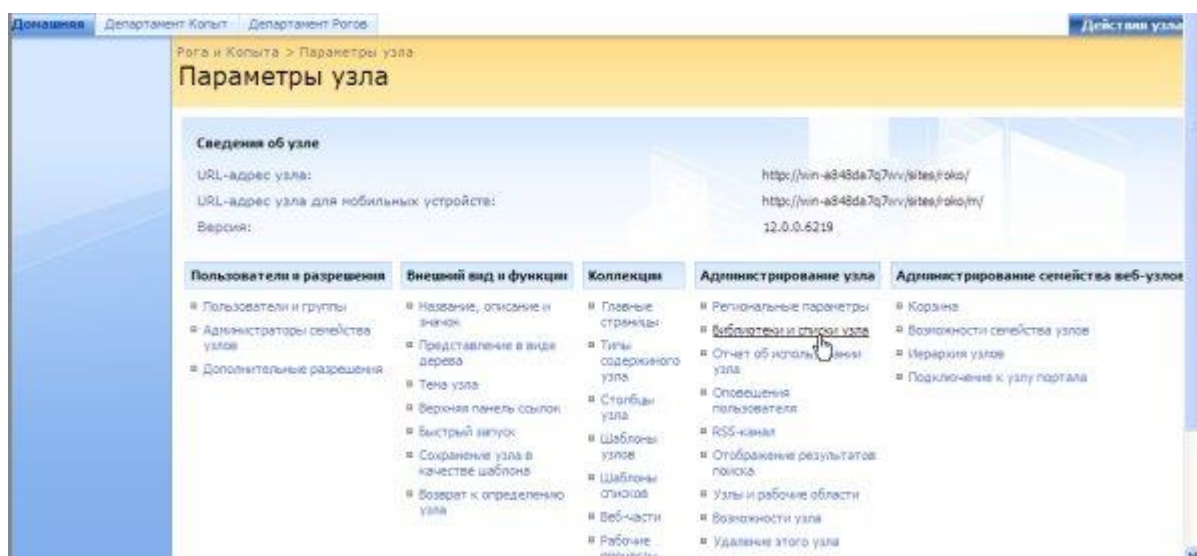 Домашняя Департамент Копыт Департамент Рогов Действия узла
Рога и Копыта > Параметры узла
Параметры узла
Сведения об узле
URL-адрес узла: http://win-a848da7q7wv/sites/roko/
URL-адрес узла для мобильных устройств: http://win-a848da7q7wv/sites/roko/m/
Версия: 12.0.0.6219
Пользователи и разрешения
Пользователи и группы
Администраторы семейства
узлов
Дополнительные разрешения
Внешний вид и функции
Название, описание и
значок
Представление в виде
дерева
Тема узла
Верхняя панель ссылок
Быстрый запуск
Сохранение узла в
качестве шаблона
Возврат к определению
узла
Коллекции
Главные
страницы
Типы
содержимого
узла
Столбцы
узла
Шаблоны
узлов
Шаблоны
списков
Веб-части
Рабочие
процессы
Администрирование узла
Региональные параметры
Библиотеки и списки узла
Отчет об использовании
узла
Оповещения
пользователя
RSS-канал
Отображение результатов
поиска
Узлы и рабочие области
Возможности узла
Удаление этого узла
Администрирование семейства веб-узлов
Корзина
Возможности семейства узлов
Иерархия узлов
Подключение к узлу портала